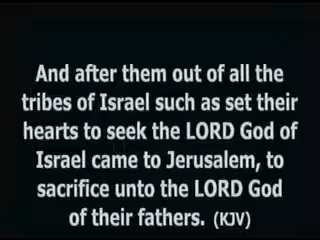 And after them out of all the
tribes of Israel such as set their
hearts to seek the LORD God of
Israel came to Jerusalem, to
sacrifice unto the LORD God
of their fathers. (KJV)